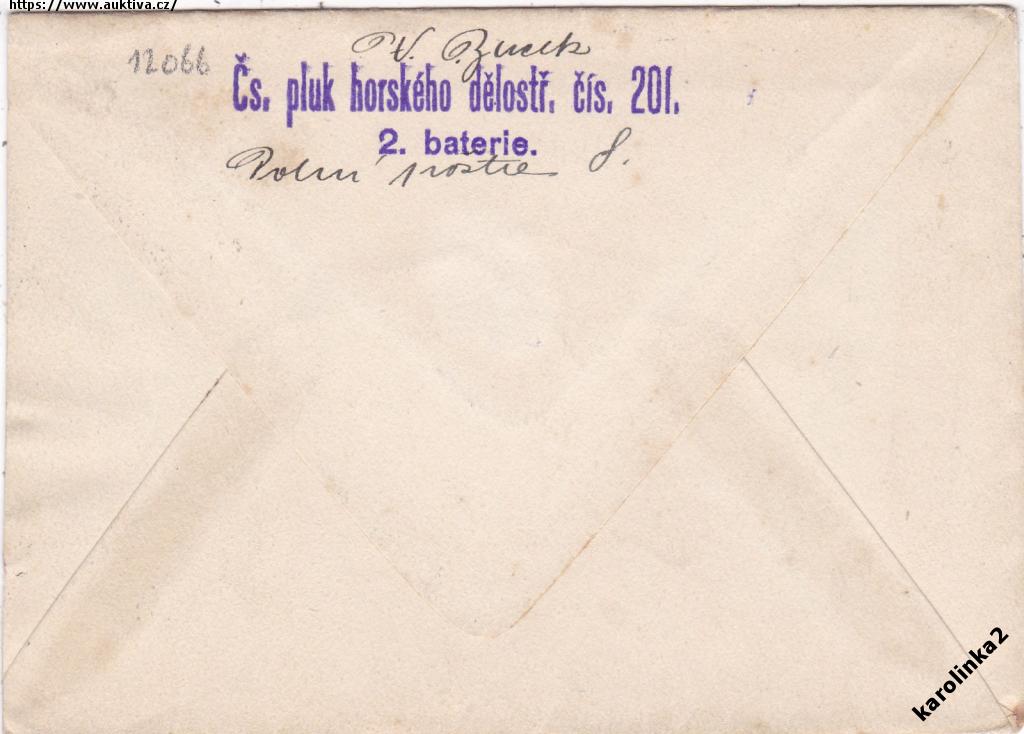 https://www.auktiva.cz/
12066
V.
Čs. pluk horského dělostř. čís. 201.
2. baterie.
Polní pošta 8.
karolinka2